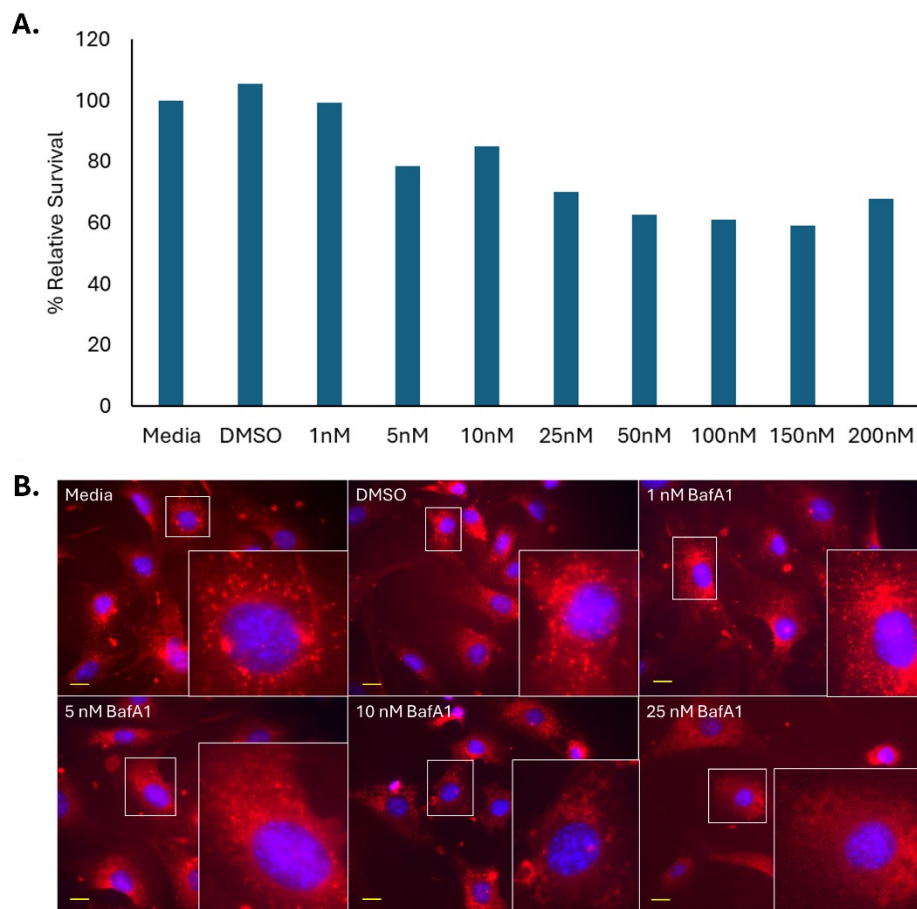 A.
120
100
80
60
40
20
0
% Relative Survival
Media DMSO 1nM 5nM 10nM 25nM 50nM 100nM 150nM 200nM
B.
Media DMSO 1 nM BafA1
5 nM BafA1 10 nM BafA1 25 nM BafA1